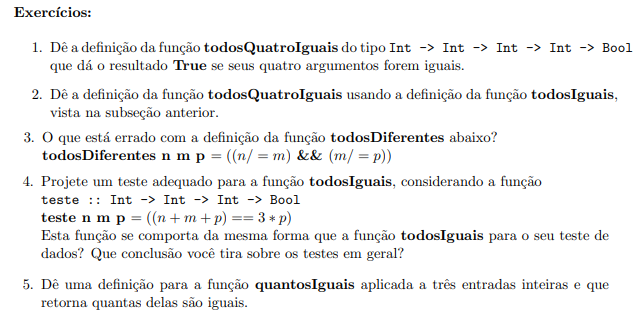 Exercícios:
1. Dê a definição da função todosQuatroIguais do tipo Int -> Int -> Int -> Int -> Bool
que dá o resultado True se seus quatro argumentos forem iguais.
2. Dê a definição da função todosQuatroIguais usando a definição da função todosIguais,
vista na subseção anterior.
3. O que está errado com a definição da função todosDiferentes abaixo?
todosDiferentes n m p = ((n/ = m) && (m/ = p))
4. Projete um teste adequado para a função todosIguais, considerando a função
teste :: Int -> Int -> Int -> Bool
teste n m p = ((n + m + p) == 3 * p)
Esta função se comporta da mesma forma que a função todosIguais para o seu teste de
dados? Que conclusão você tira sobre os testes em geral?
5. Dê uma definição para a função quantosIguais aplicada a três entradas inteiras e que
retorna quantas delas são iguais.